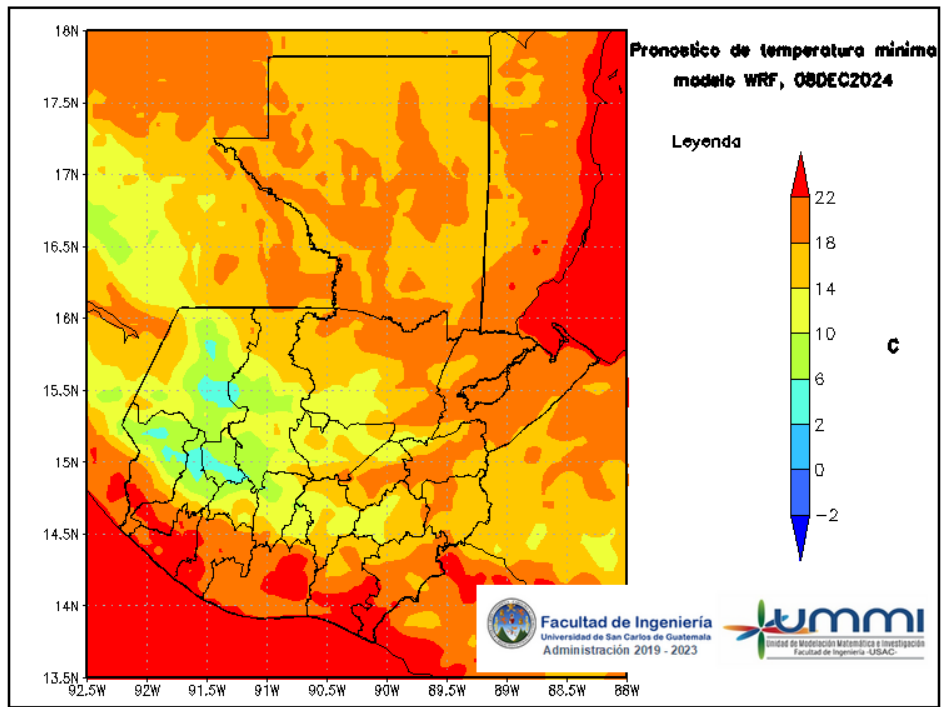 Pronostico de temperatura minima
modelo WRF, 08DEC2024
Leyenda
22
18
14
10
6
2
0
−2
C
18N
17.5N
17N
16.5N
16N
15.5N
15N
14.5N
14N
13.5N
92.5W
92W
91.5W
91W
90.5W
90W
89.5W
89W
88.5W
88W
Facultad de Ingeniería
Universidad de San Carlos de Guatemala
Administración 2019 - 2023
ummi
Unidad de Modelación Matemática e Investigación
Facultad de Ingeniería -USAC-